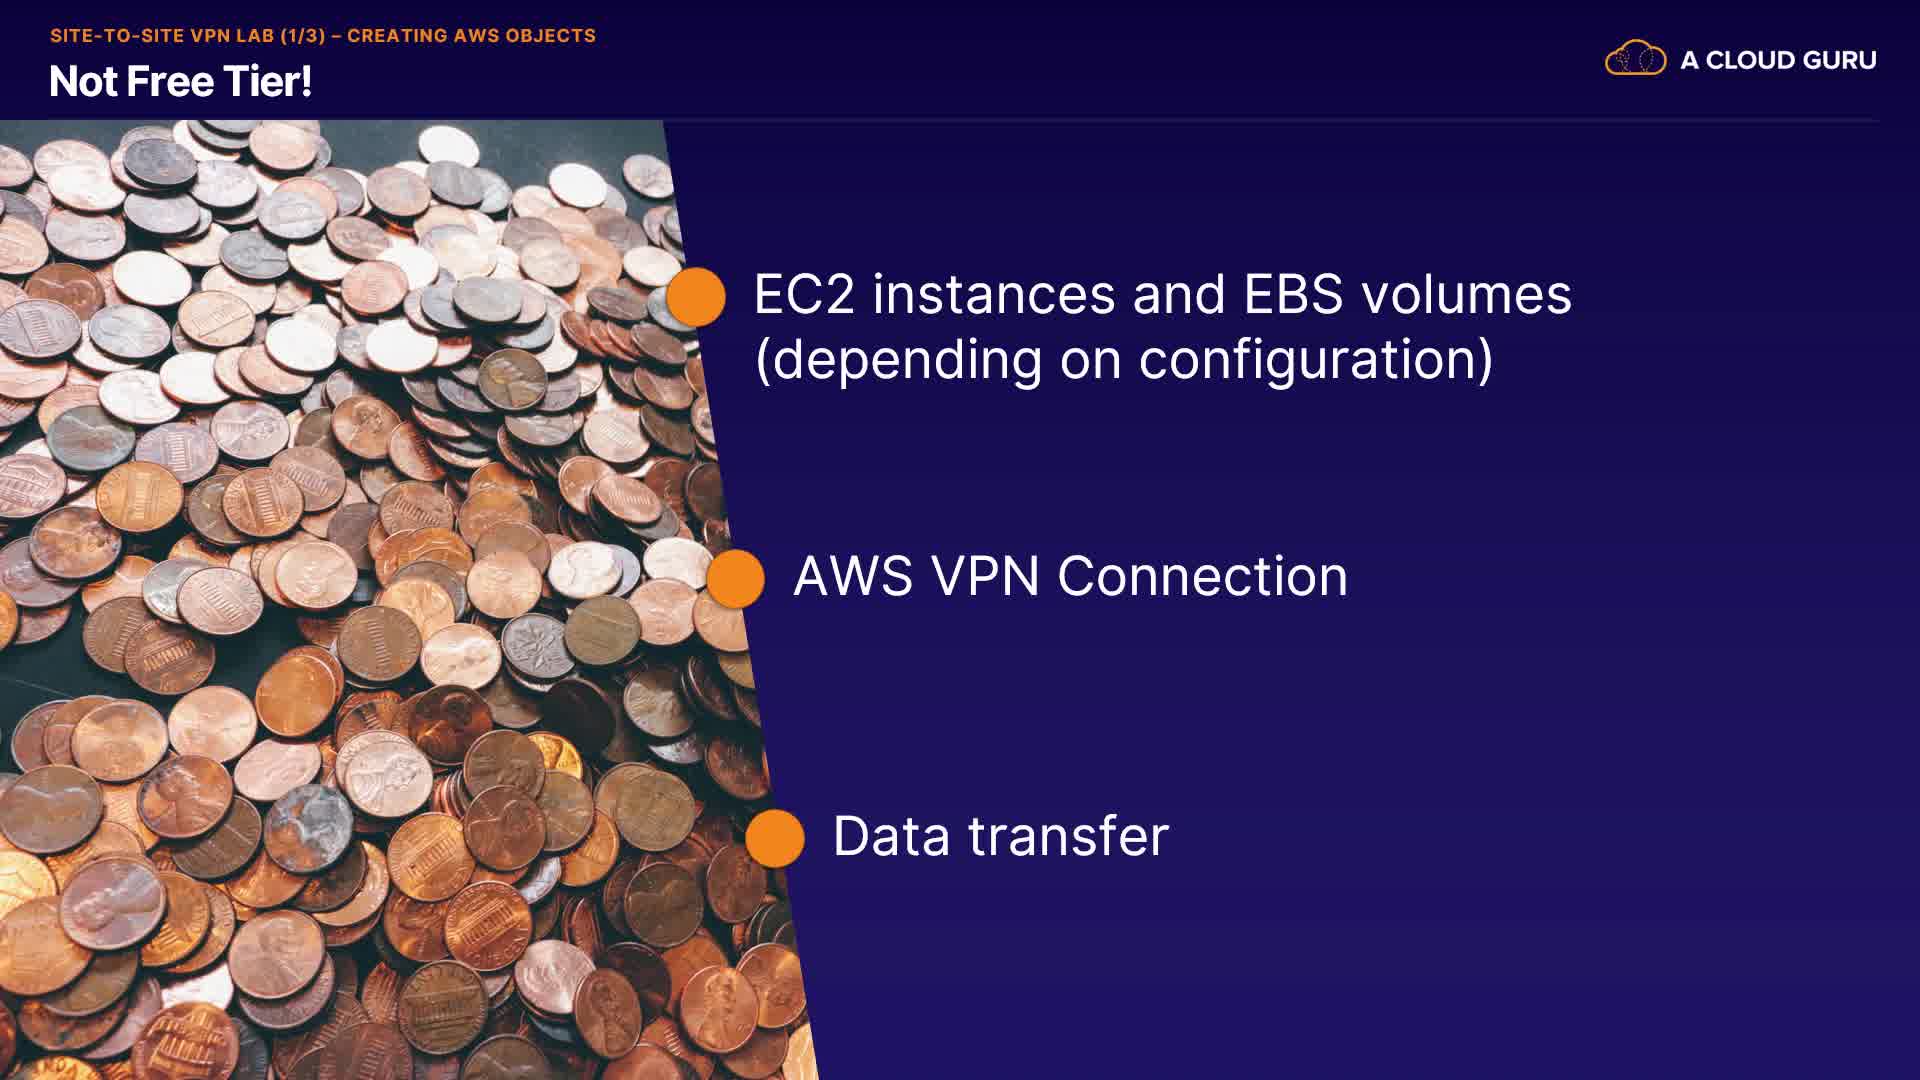 SITE-TO-SITE VPN LAB (1/3) – CREATING AWS OBJECTS
Not Free Tier!
A CLOUD GURU
EC2 instances and EBS volumes
(depending on configuration)
AWS VPN Connection
Data transfer